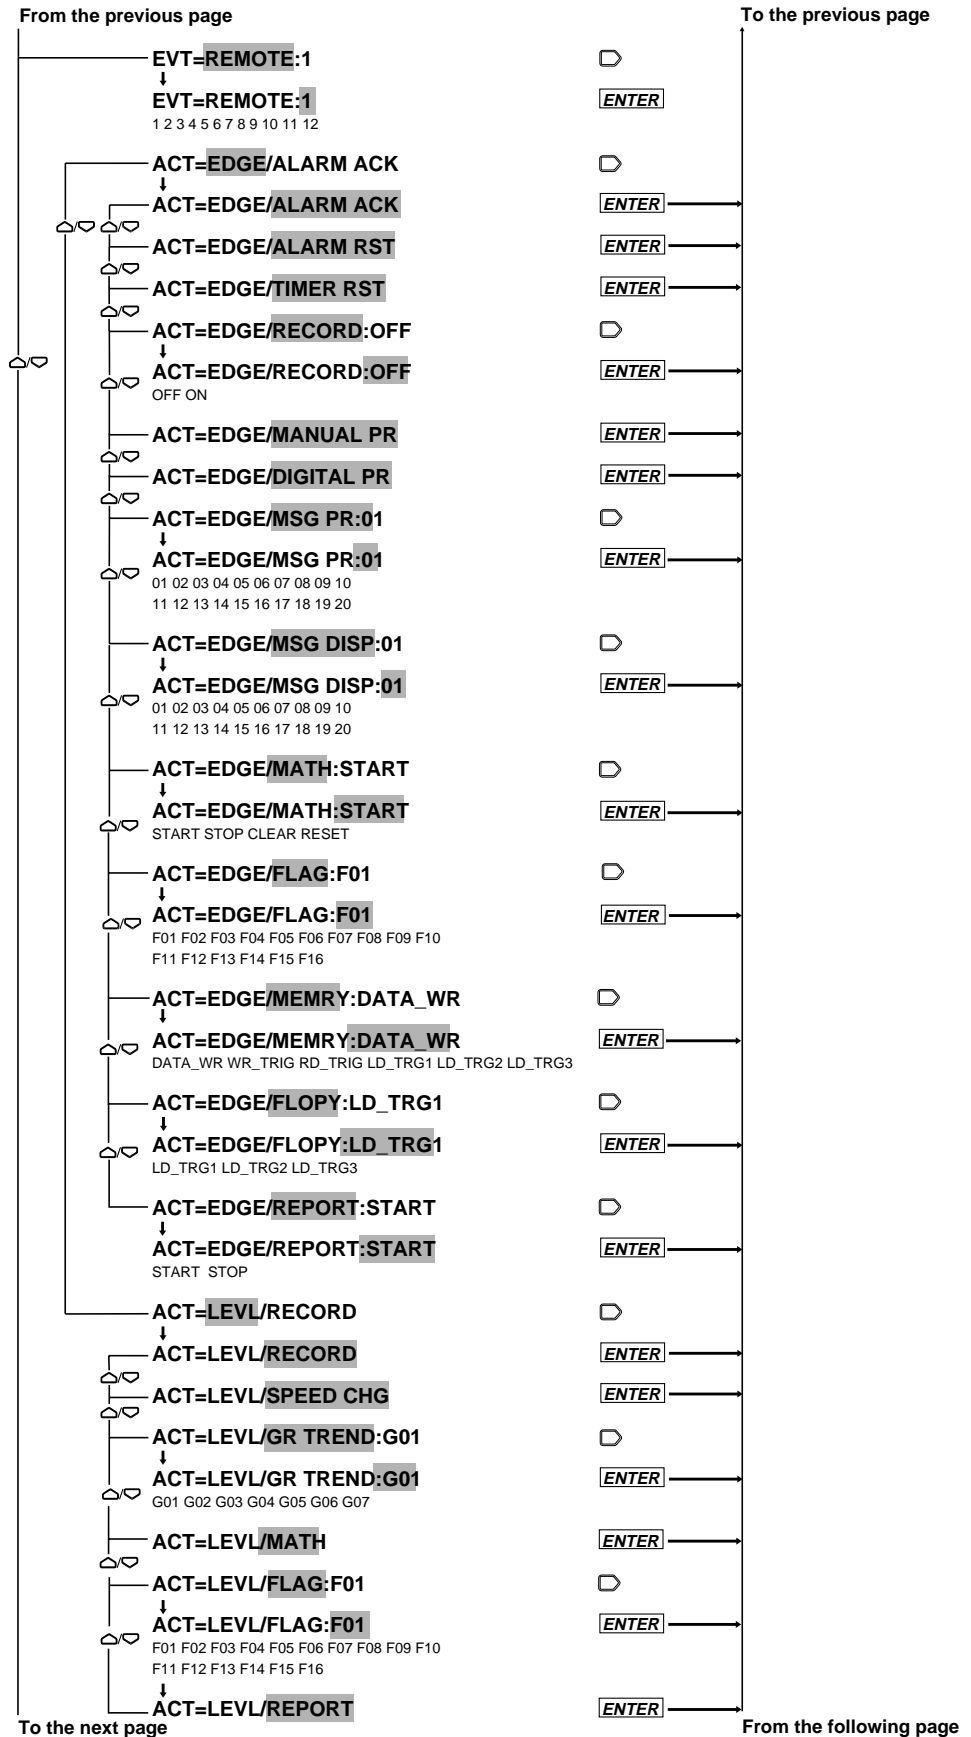 From the previous page
To the previous page
EVT=REMOTE:1
EVT=REMOTE:1 ENTER
1 2 3 4 5 6 7 8 9 10 11 12
ACT=EDGE/ALARM ACK
ACT=EDGE/ALARM ACK ENTER
ACT=EDGE/ALARM RST ENTER
ACT=EDGE/TIMER RST ENTER
ACT=EDGE/RECORD:OFF
ACT=EDGE/RECORD:OFF ENTER
OFF ON
ACT=EDGE/MANUAL PR ENTER
ACT=EDGE/DIGITAL PR ENTER
ACT=EDGE/MSG PR:01
ACT=EDGE/MSG PR:01 ENTER
01 02 03 04 05 06 07 08 09 10
11 12 13 14 15 16 17 18 19 20
ACT=EDGE/MSG DISP:01
ACT=EDGE/MSG DISP:01 ENTER
01 02 03 04 05 06 07 08 09 10
11 12 13 14 15 16 17 18 19 20
ACT=EDGE/MATH:START
ACT=EDGE/MATH:START ENTER
START STOP CLEAR RESET
ACT=EDGE/FLAG:F01
ACT=EDGE/FLAG:F01 ENTER
F01 F02 F03 F04 F05 F06 F07 F08 F09 F10
F11 F12 F13 F14 F15 F16
ACT=EDGE/MEMRY:DATA_WR
ACT=EDGE/MEMRY:DATA_WR ENTER
DATA_WR WR_TRIG RD_TRIG LD_TRG1 LD_TRG2 LD_TRG3
ACT=EDGE/FLOPY:LD_TRG1
ACT=EDGE/FLOPY:LD_TRG1 ENTER
LD_TRG1 LD_TRG2 LD_TRG3
ACT=EDGE/REPORT:START
ACT=EDGE/REPORT:START ENTER
START STOP
ACT=LEVL/RECORD
ACT=LEVL/RECORD ENTER
ACT=LEVL/SPEED CHG ENTER
ACT=LEVL/GR TREND:G01
ACT=LEVL/GR TREND:G01 ENTER
G01 G02 G03 G04 G05 G06 G07
ACT=LEVL/MATH ENTER
ACT=LEVL/FLAG:F01
ACT=LEVL/FLAG:F01 ENTER
F01 F02 F03 F04 F05 F06 F07 F08 F09 F10
F11 F12 F13 F14 F15 F16
ACT=LEVL/REPORT ENTER
To the next page
From the following page